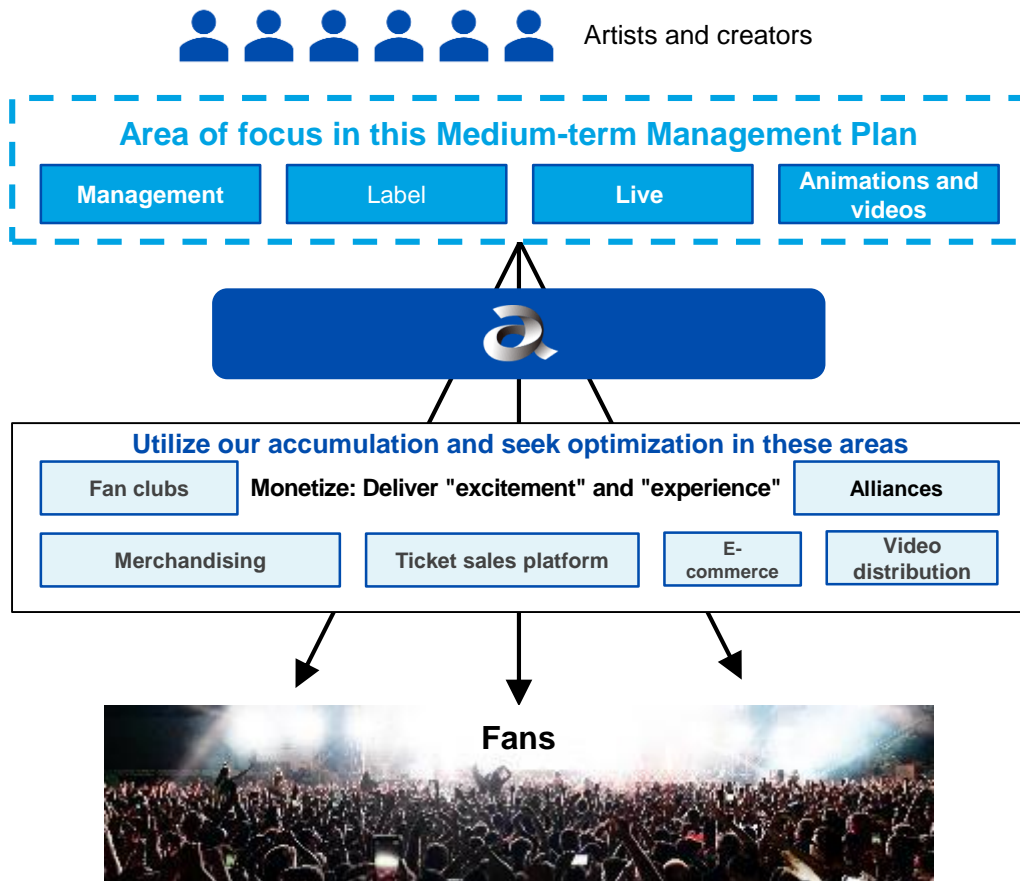 Artists and creators
Area of focus in this Medium-term Management Plan
Management
Label
Live
Animations and
videos
a
Utilize our accumulation and seek optimization in these areas
Fan clubs
Monetize: Deliver "excitement" and "experience"
Alliances
Merchandising
Ticket sales platform
E-
commerce
Video
distribution
Fans